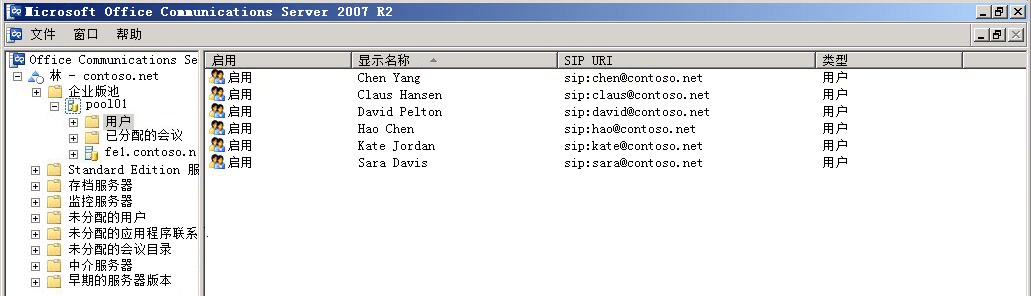 Microsoft Office Communications Server 2007 R2
文件 窗口 帮助
Office Communications Se
林 - contoso.net
企业版池
pool01
用户
已分配的会议
fe1.contoso.n
Standard Edition 服
存档服务器
监控服务器
未分配的用户
未分配的应用程序联系
未分配的会议目录
中介服务器
早期的服务器版本
启用 显示名称 SIP URI 类型
启用 Chen Yang sip:chen@contoso.net 用户
启用 Claus Hansen sip:claus@contoso.net 用户
启用 David Pelton sip:david@contoso.net 用户
启用 Hao Chen sip:hao@contoso.net 用户
启用 Kate Jordan sip:kate@contoso.net 用户
启用 Sara Davis sip:sara@contoso.net 用户